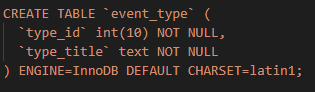 CREATE TABLE `event_type` (
  `type_id` int(10) NOT NULL,
  `type_title` text NOT NULL
) ENGINE=InnoDB DEFAULT CHARSET=latin1;